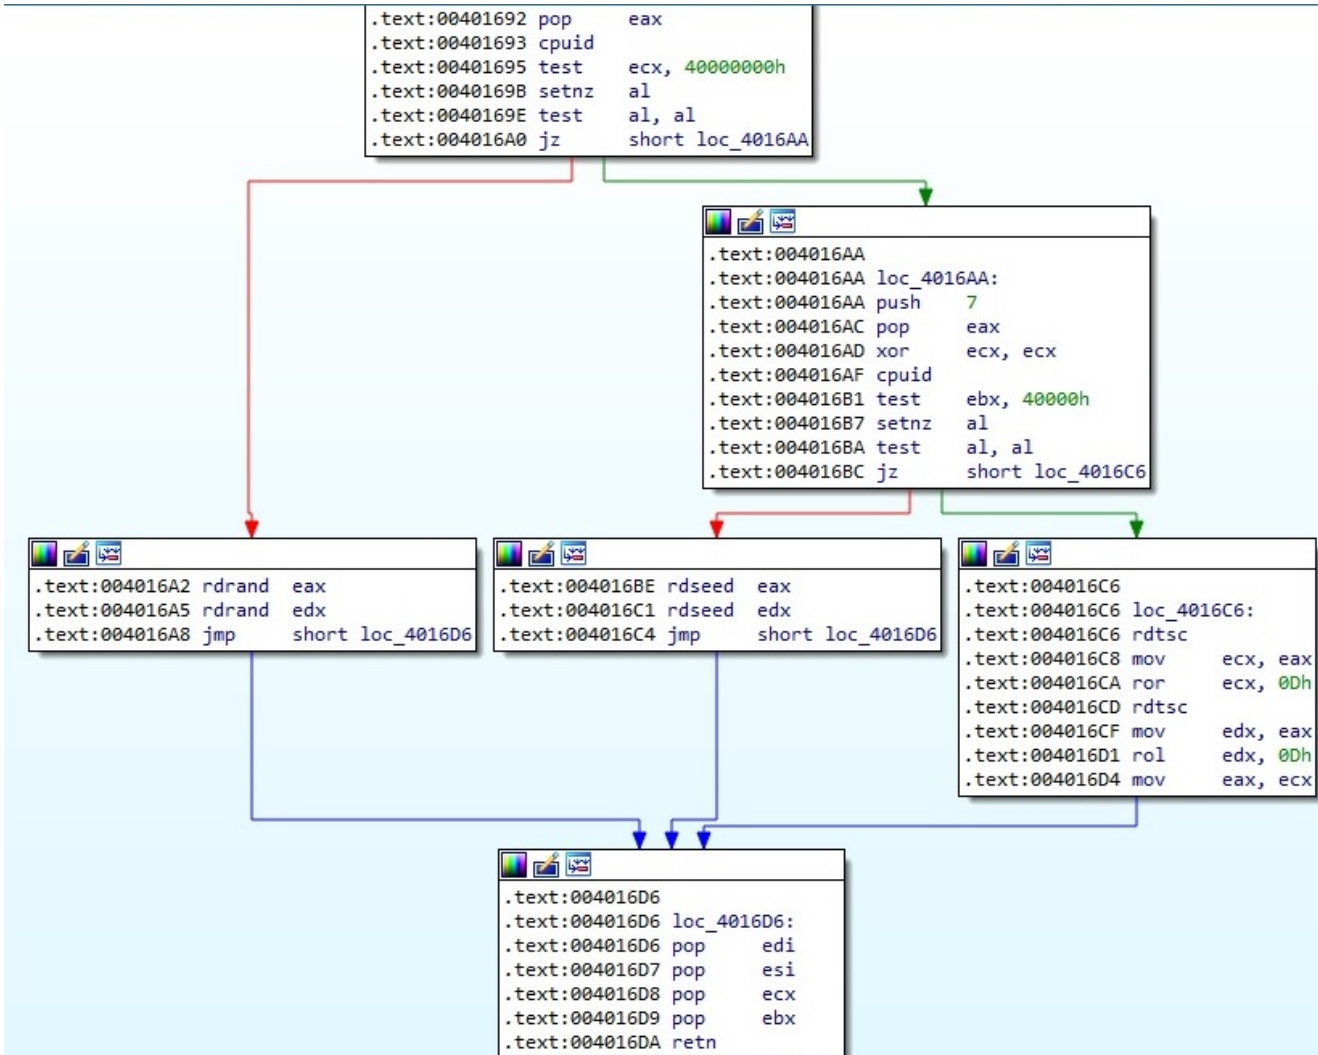 .text:00401692 pop eax
.text:00401693 cpuid
.text:00401695 test ecx, 40000000h
.text:0040169B setnz al
.text:0040169E test al, al
.text:004016A0 jz short loc_4016AA
.text:004016AA
.text:004016AA loc_4016AA:
.text:004016AA push 7
.text:004016AC pop eax
.text:004016AD xor ecx, ecx
.text:004016AF cpuid
.text:004016B1 test ebx, 40000h
.text:004016B7 setnz al
.text:004016BA test al, al
.text:004016BC jz short loc_4016C6
.text:004016A2 rdrand eax
.text:004016A5 rdrand edx
.text:004016A8 jmp short loc_4016D6
.text:004016BE rdseed eax
.text:004016C1 rdseed edx
.text:004016C4 jmp short loc_4016D6
.text:004016C6
.text:004016C6 loc_4016C6:
.text:004016C6 rdtsc
.text:004016C8 mov ecx, eax
.text:004016CA ror ecx, 0Dh
.text:004016CD rdtsc
.text:004016CF mov edx, eax
.text:004016D1 rol edx, 0Dh
.text:004016D4 mov eax, ecx
.text:004016D6
.text:004016D6 loc_4016D6:
.text:004016D6 pop edi
.text:004016D7 pop esi
.text:004016D8 pop ecx
.text:004016D9 pop ebx
.text:004016DA retn